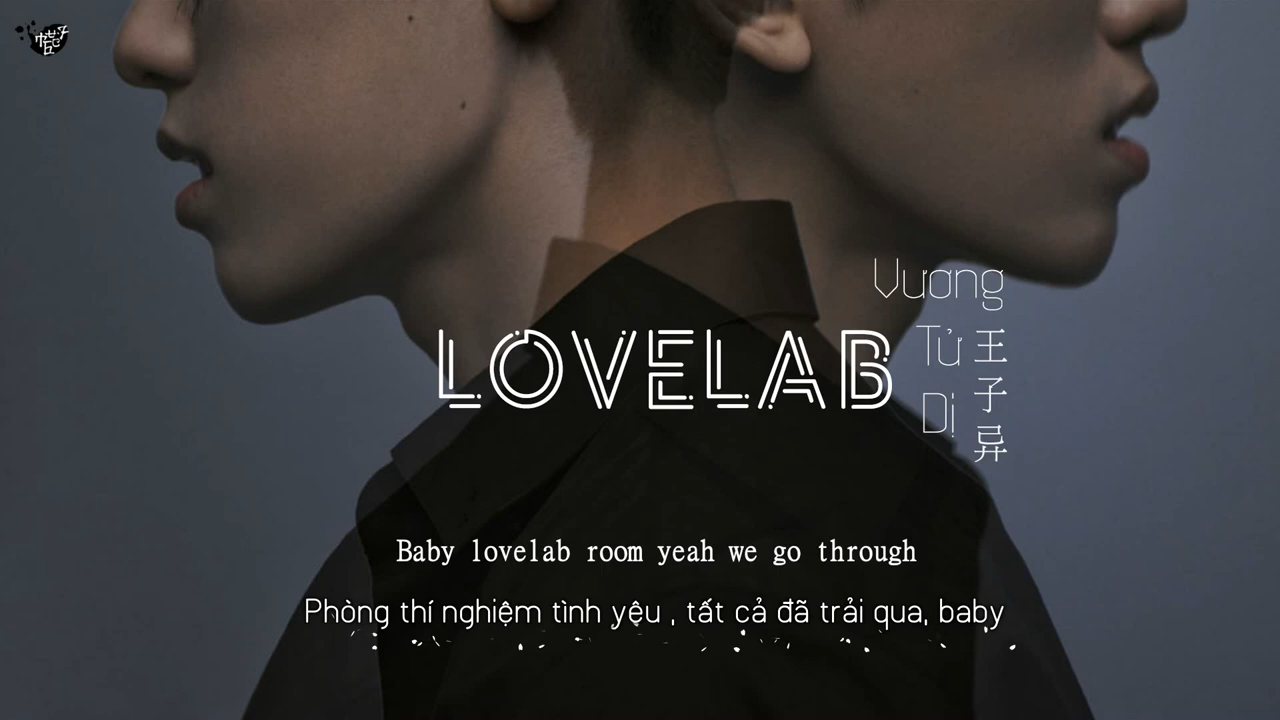 Vương
LOVELAB
Tử
Dị
王子异
Baby lovelab room yeah we go through
Phòng thí nghiệm tình yêu , tất cả đã trải qua, baby